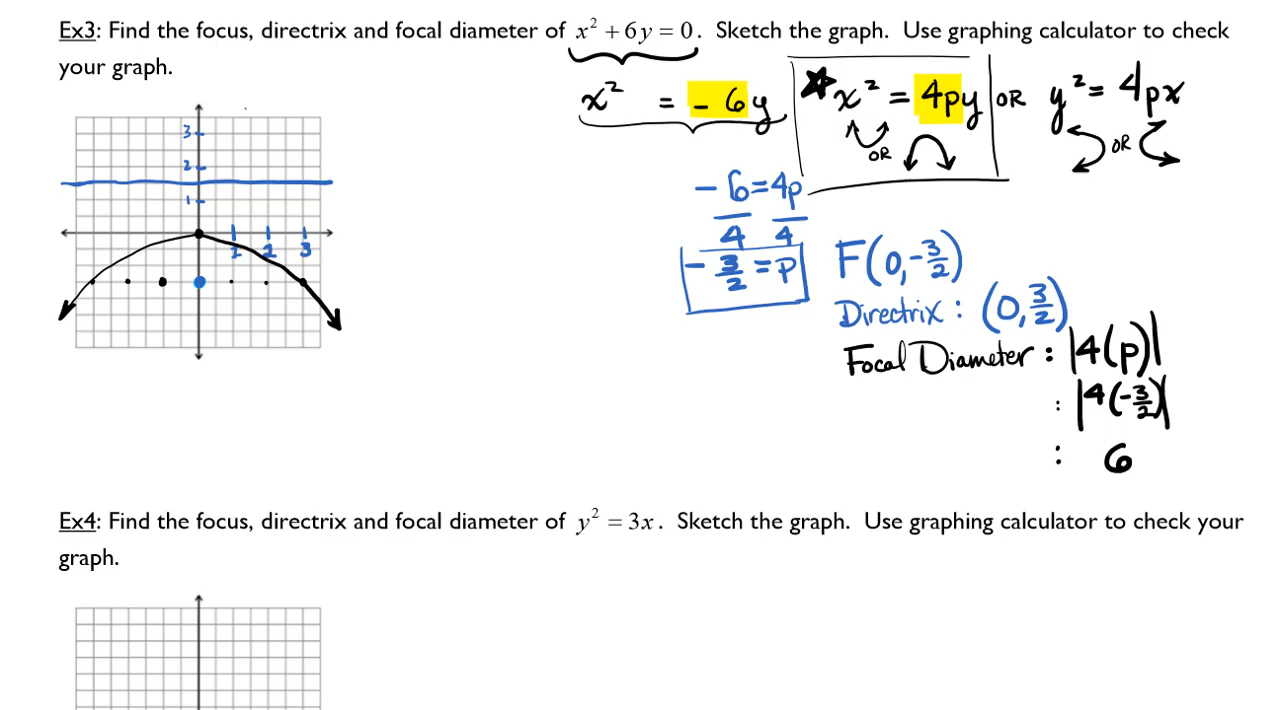 Ex3: Find the focus, directrix and focal diameter of x² + 6y = 0. Sketch the graph. Use graphing calculator to check
your graph.
x² = - 6y ★ x² = 4py OR y² = 4px
OR OR
3
2
1
1 2 3
- 6 = 4p
4 4
- 3/2 = p
F(0, -3/2)
Directrix : (0, 3/2)
Focal Diameter : |4(p)|
: |4(-3/2)|
: 6
Ex4: Find the focus, directrix and focal diameter of y² = 3x. Sketch the graph. Use graphing calculator to check your
graph.